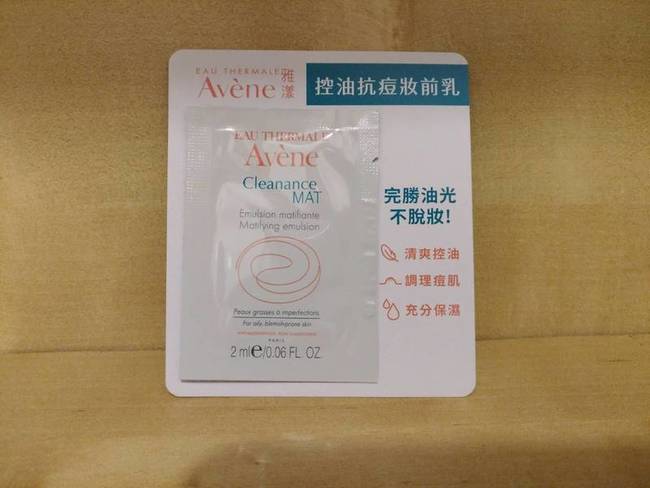 EAU THERMALE
Avène
雅漾
控油抗痘妝前乳
EAU THERMALE
Avène
Cleanance
MAT
Emulsion matifiante
Matifying emulsion
Peaux grasses à imperfections
For oily, blemish-prone skin
PARIS
2 mle/0.06 FL. OZ.
完勝油光
不脫妝!
清爽控油
調理痘肌
充分保濕